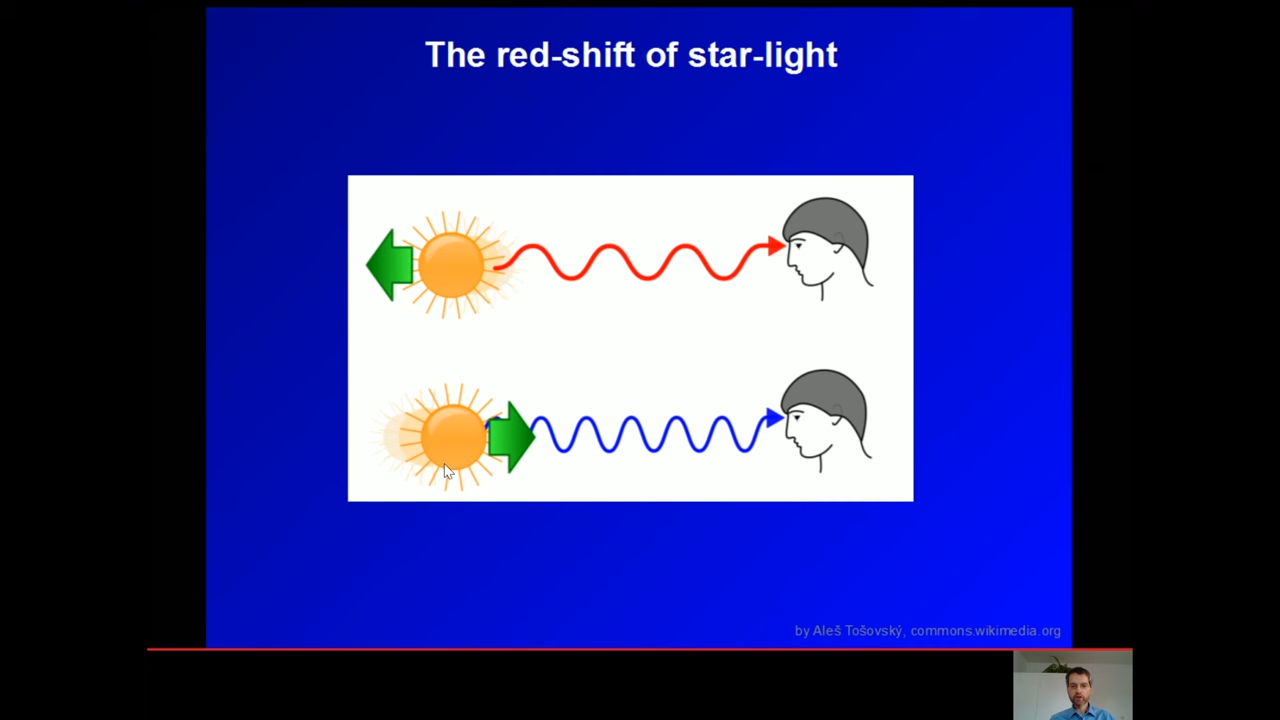 The red-shift of star-light
by Aleš Tošovský, commons.wikimedia.org